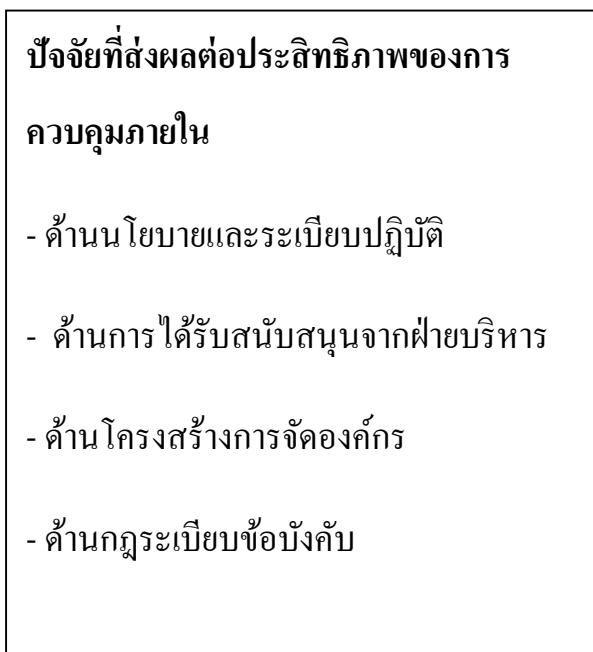 ปัจจัยที่ส่งผลต่อประสิทธิภาพของการ
ควบคุมภายใน
- ด้านนโยบายและระเบียบปฏิบัติ
- ด้านการได้รับสนับสนุนจากฝ่ายบริหาร
- ด้านโครงสร้างการจัดองค์กร
- ด้านกฎระเบียบข้อบังคับ